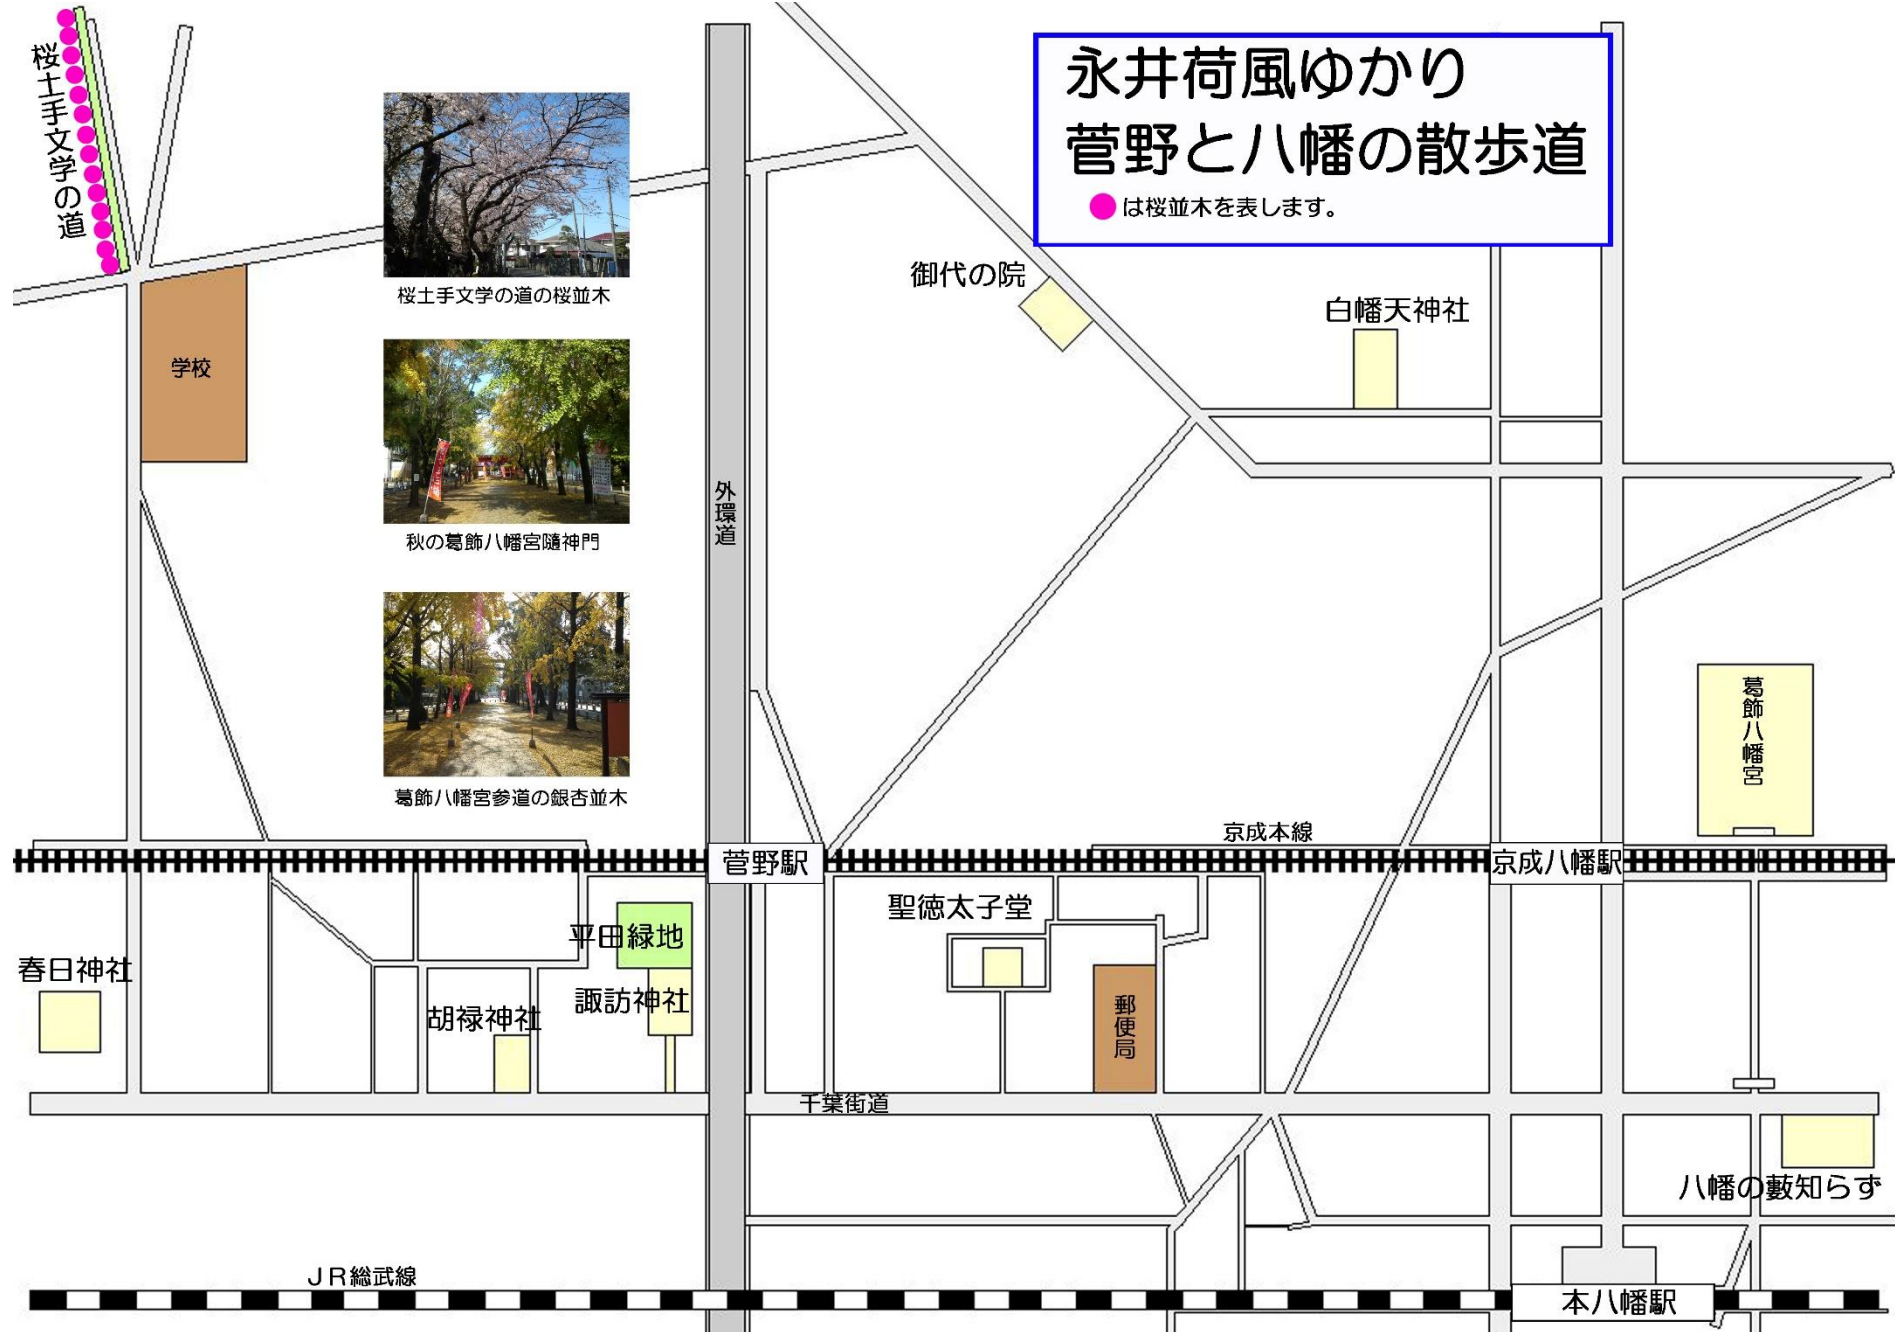 永井荷風ゆかり
菅野と八幡の散歩道
は桜並木を表します。
桜土手文学の道
桜土手文学の道の桜並木
御代の院
白幡天神社
学校
秋の葛飾八幡宮随神門
外環道
葛飾八幡宮
葛飾八幡宮参道の銀杏並木
京成本線
菅野駅
京成八幡駅
聖徳太子堂
平田緑地
春日神社
諏訪神社
胡禄神社
郵便局
千葉街道
八幡の藪知らず
JR総武線
本八幡駅